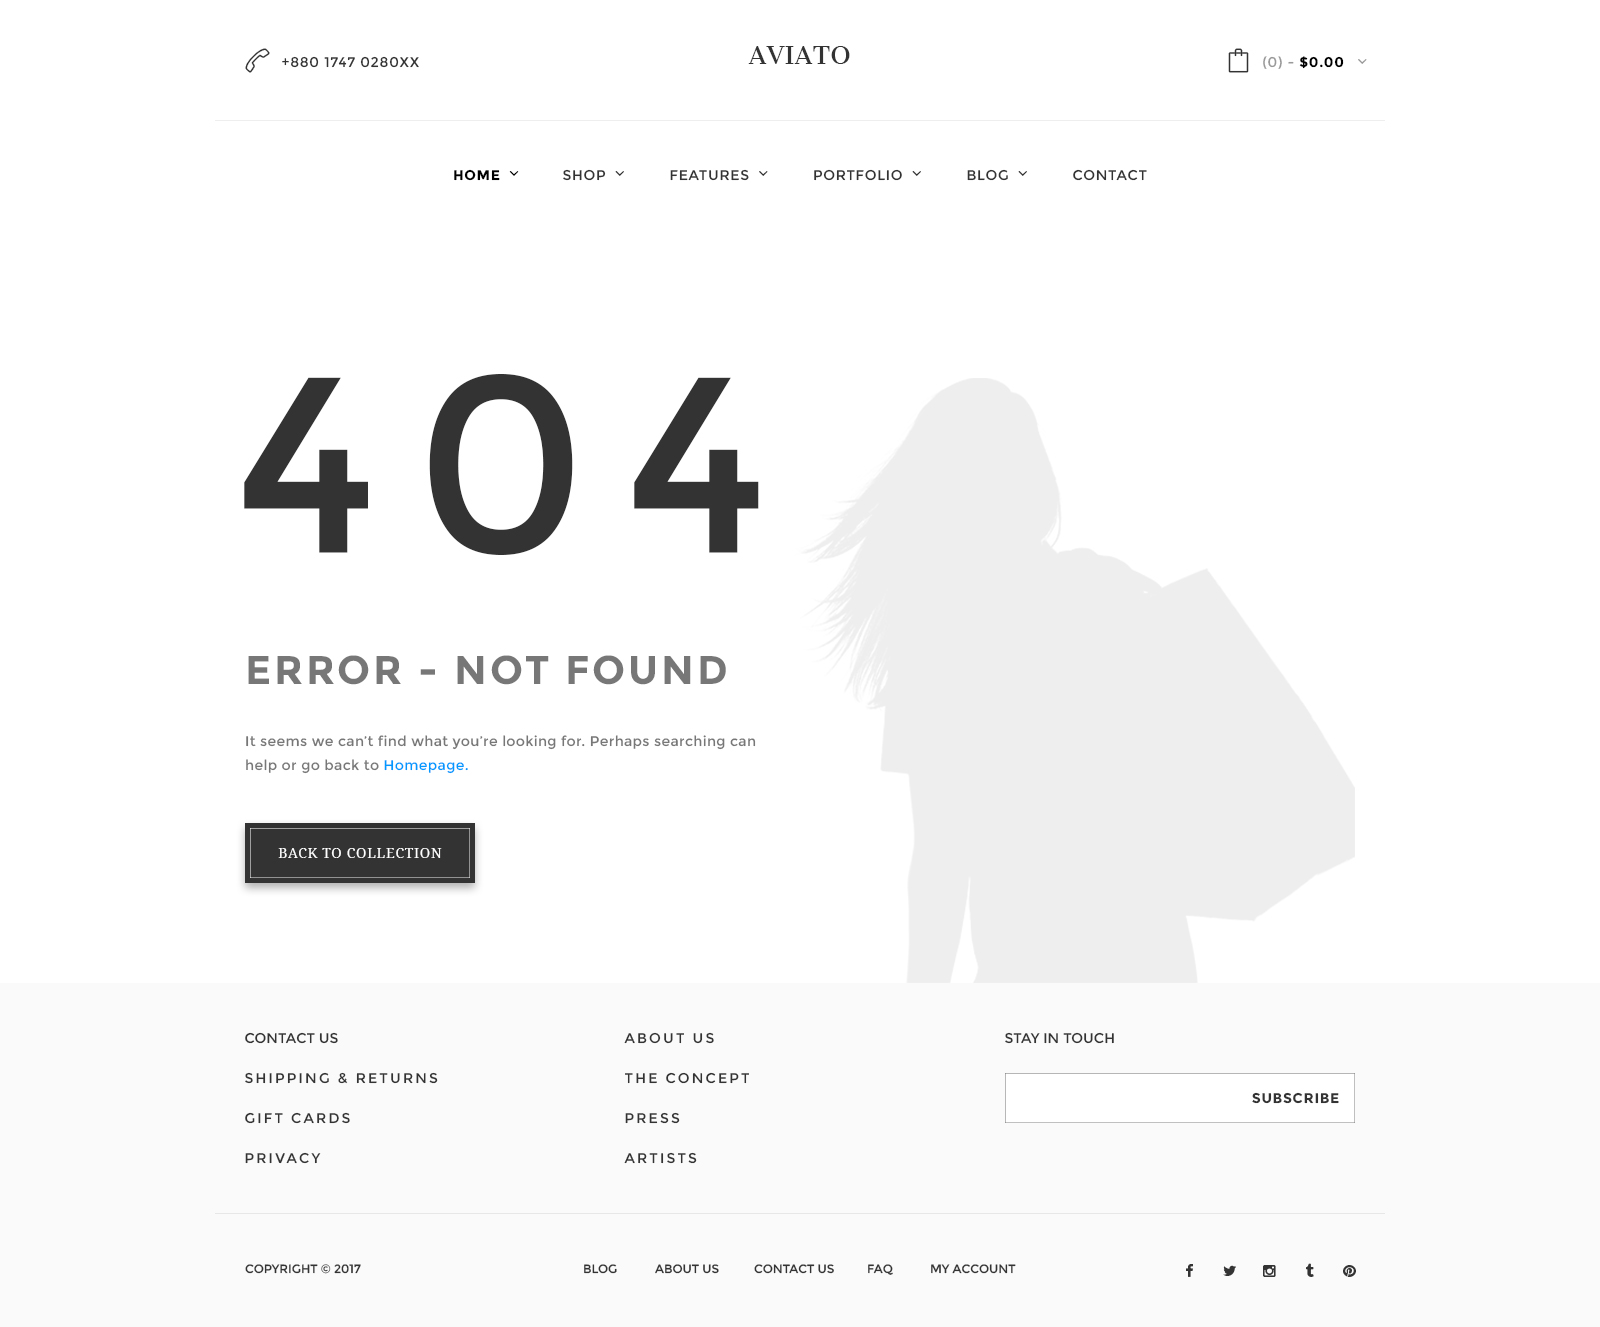 +880 1747 0280XX
AVIATO
(0) - $0.00
HOME
SHOP
FEATURES
PORTFOLIO
BLOG
CONTACT
404
ERROR - NOT FOUND
It seems we can’t find what you’re looking for. Perhaps searching can
help or go back to Homepage.
BACK TO COLLECTION
CONTACT US
SHIPPING & RETURNS
GIFT CARDS
PRIVACY
ABOUT US
THE CONCEPT
PRESS
ARTISTS
STAY IN TOUCH
SUBSCRIBE
COPYRIGHT © 2017
BLOG
ABOUT US
CONTACT US
FAQ
MY ACCOUNT